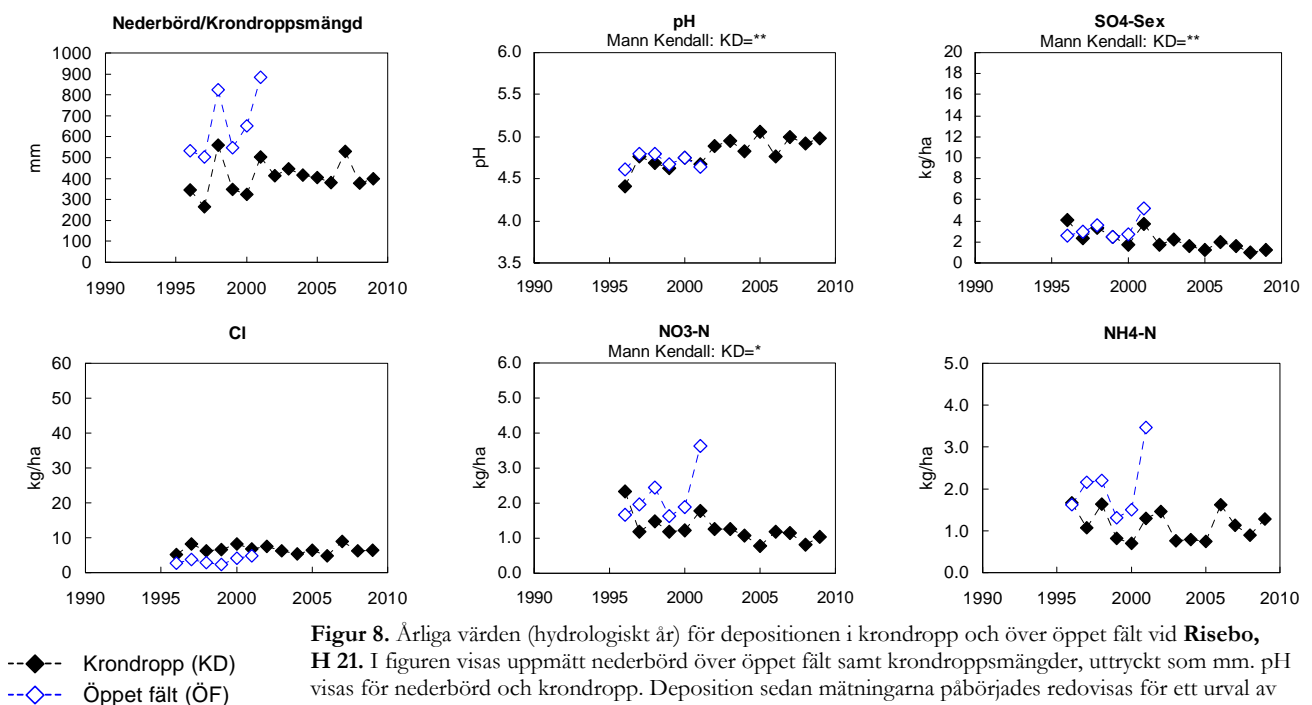 Nederbörd/Krondroppsmängd
1000
900
800
700
600
500
400
300
200
100
0
mm
1990 1995 2000 2005 2010
pH
Mann Kendall: KD=**
6.0
5.5
5.0
4.5
4.0
3.5
pH
1990 1995 2000 2005 2010
SO4-Sex
Mann Kendall: KD=**
20
18
16
14
12
10
8
6
4
2
0
kg/ha
1990 1995 2000 2005 2010
Cl
60
50
40
30
20
10
0
kg/ha
1990 1995 2000 2005 2010
NO3-N
Mann Kendall: KD=*
6.0
5.0
4.0
3.0
2.0
1.0
0.0
kg/ha
1990 1995 2000 2005 2010
NH4-N
5.0
4.0
3.0
2.0
1.0
0.0
kg/ha
1990 1995 2000 2005 2010
Krondropp (KD)
Öppet fält (ÖF)
Figur 8. Årliga värden (hydrologiskt år) för depositionen i krondropp och över öppet fält vid Risebo,
H 21. I figuren visas uppmätt nederbörd över öppet fält samt krondroppsmängder, uttryckt som mm. pH
visas för nederbörd och krondropp. Deposition sedan mätningarna påbörjades redovisas för ett urval av